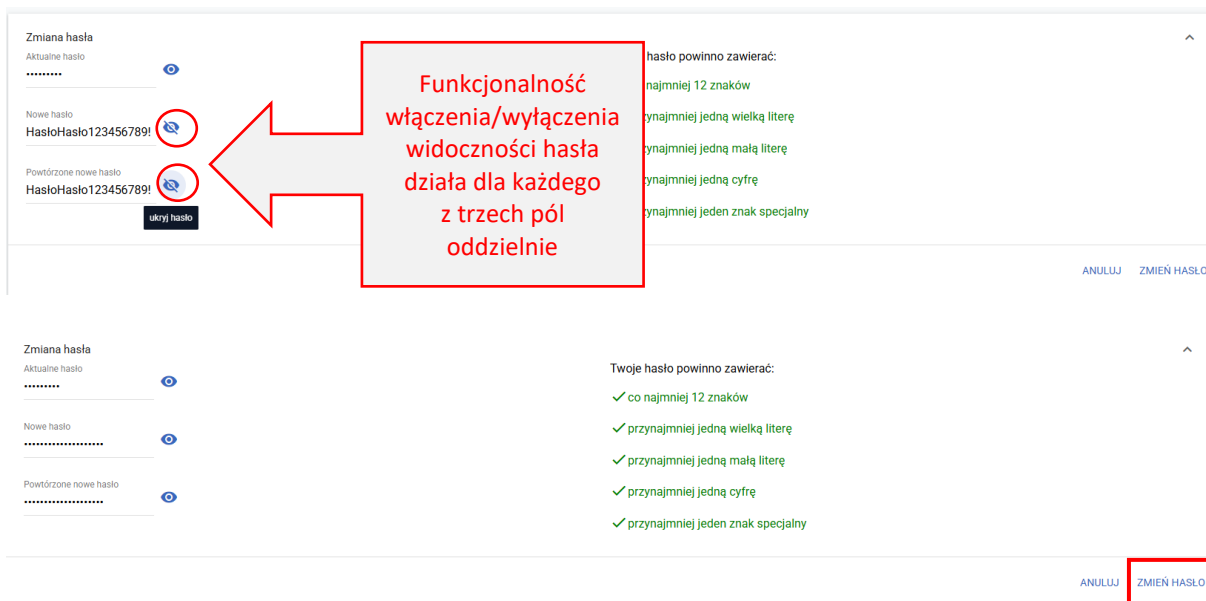 Zmiana hasła
Aktualne hasło
•••••••••
Nowe hasło
HasłoHasło123456789!
Powtórzone nowe hasło
HasłoHasło123456789!
ukryj hasło
Funkcjonalność
włączenia/wyłączenia
widoczności hasła
działa dla każdego
z trzech pól
oddzielnie
hasło powinno zawierać:
najmniej 12 znaków
ynajmniej jedną wielką literę
ynajmniej jedną małą literę
ynajmniej jedną cyfrę
ynajmniej jeden znak specjalny
ANULUJ ZMIEŃ HASŁO
Zmiana hasła
Aktualne hasło
•••••••••
Nowe hasło
••••••••••••••••••••
Powtórzone nowe hasło
••••••••••••••••••••
Twoje hasło powinno zawierać:
co najmniej 12 znaków
przynajmniej jedną wielką literę
przynajmniej jedną małą literę
przynajmniej jedną cyfrę
przynajmniej jeden znak specjalny
ANULUJ ZMIEŃ HASŁO